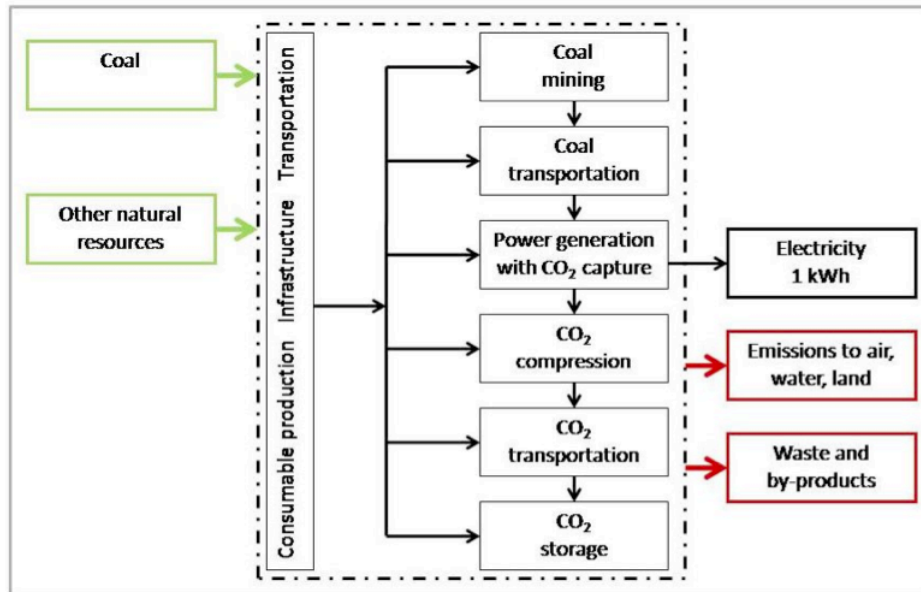 Coal
Other natural
resources
Transportation
Infrastructure
Consumable production
Coal
mining
Coal
transportation
Power generation
with CO₂ capture
CO₂
compression
CO₂
transportation
CO₂
storage
Electricity
1 kWh
Emissions to air,
water, land
Waste and
by-products